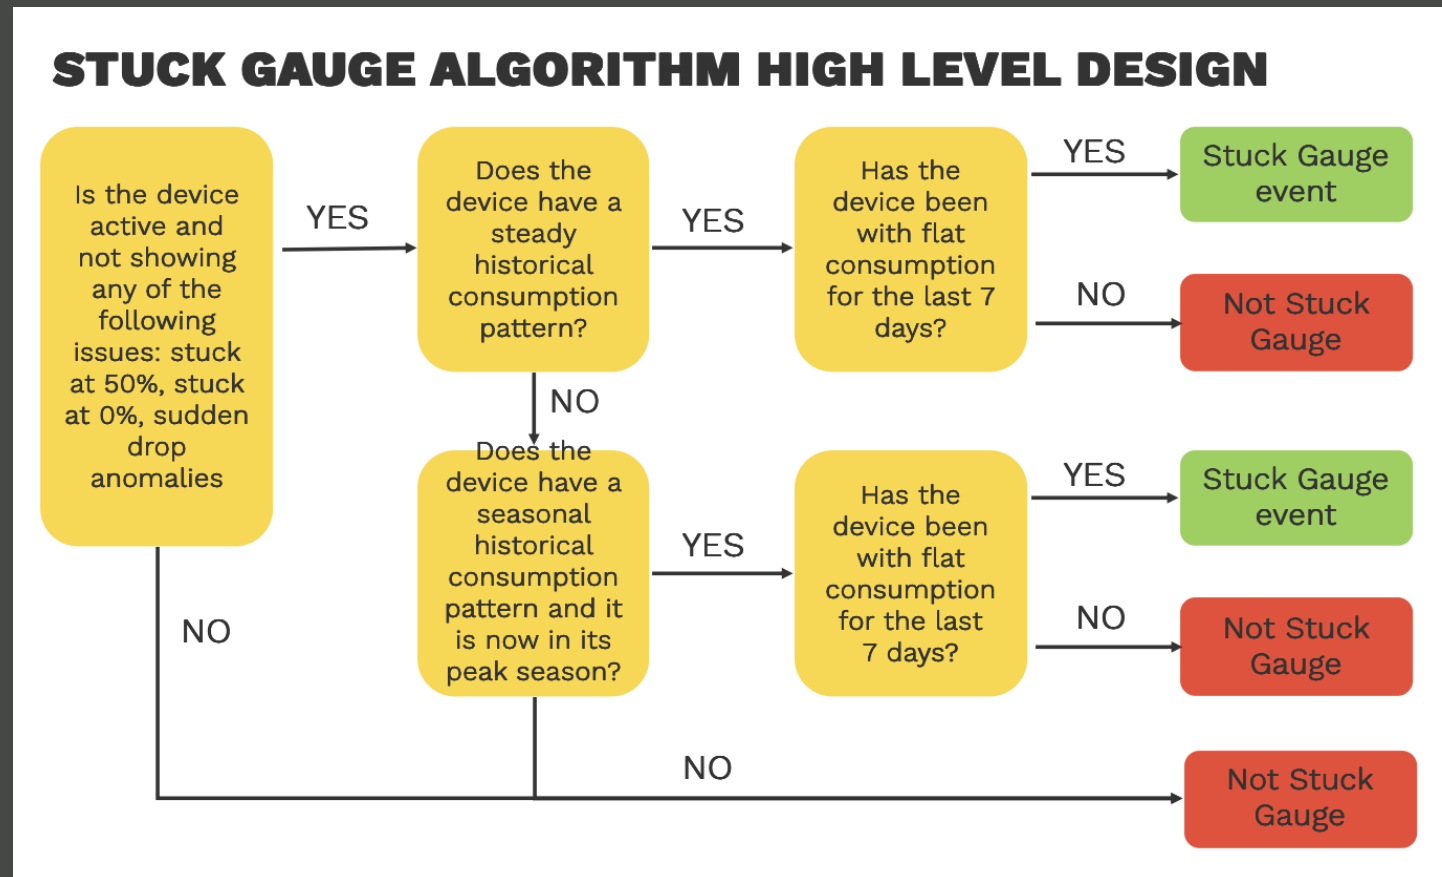 STUCK GAUGE ALGORITHM HIGH LEVEL DESIGN
Is the device
active and
not showing
any of the
following
issues: stuck
at 50%, stuck
at 0%, sudden
drop
anomalies
YES
Does the
device have a
steady
historical
consumption
pattern?
YES
Has the
device been
with flat
consumption
for the last 7
days?
YES
Stuck Gauge
event
NO
Not Stuck
Gauge
NO
Does the
device have a
seasonal
historical
consumption
pattern and it
is now in its
peak season?
YES
Has the
device been
with flat
consumption
for the last
7 days?
YES
Stuck Gauge
event
NO
Not Stuck
Gauge
NO
NO
Not Stuck
Gauge